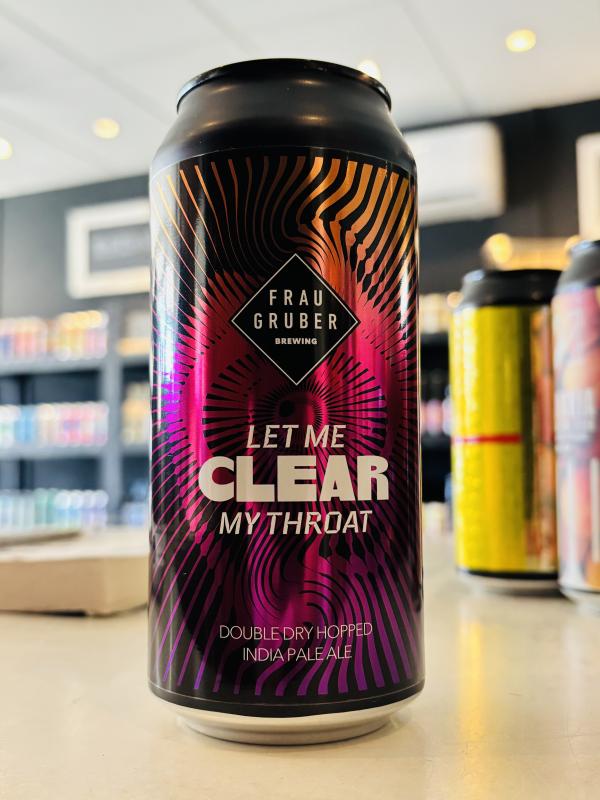 FRAU
GRUBER
BREWING
LET ME
CLEAR
MY THROAT
DOUBLE DRY HOPPED
INDIA PALE ALE